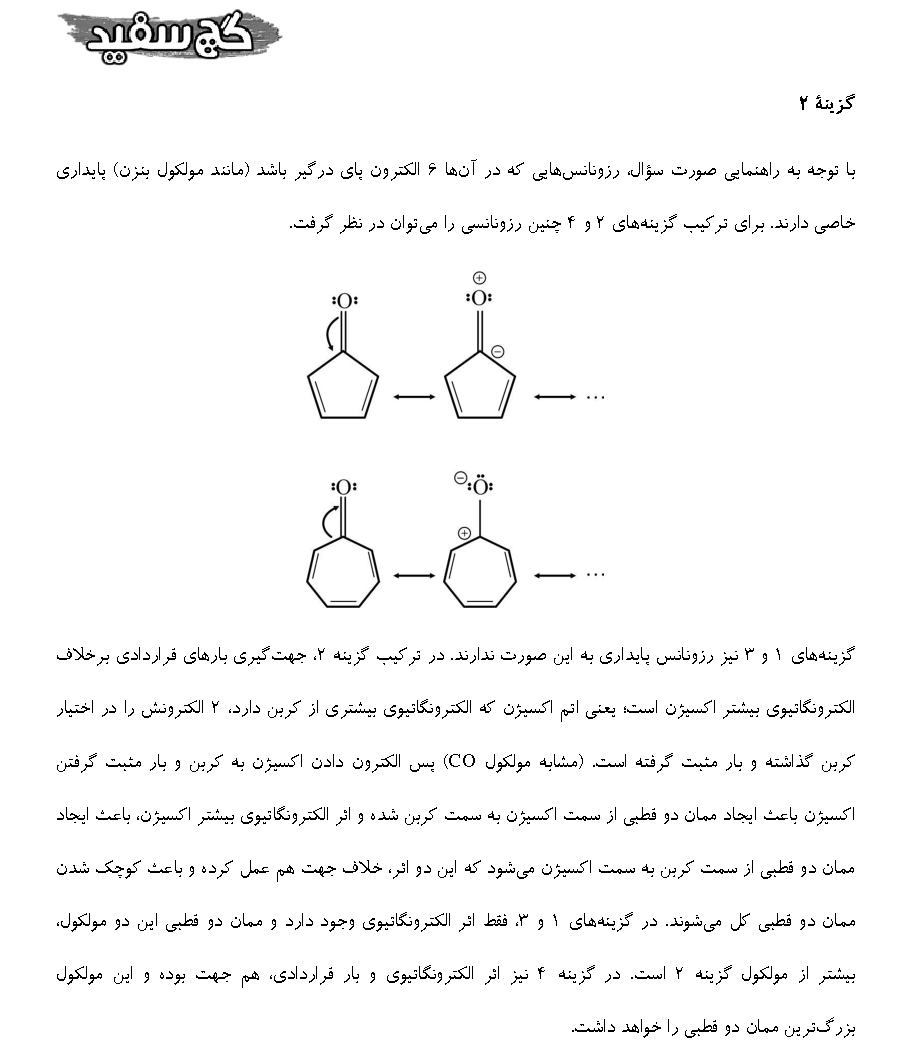 گچ سفید
گزینهٔ ۲
با توجه به راهنمایی صورت سؤال، رزونانس‌هایی که در آن‌ها ۶ الکترون پای درگیر باشد (مانند مولکول بنزن) پایداری
خاصی دارند. برای ترکیب گزینه‌های ۲ و ۴ چنین رزونانسی را می‌توان در نظر گرفت.
⊕
:O: :O:
⊖
↔ ↔ ···
⊖
:O: :Ö:
⊕
↔ ↔ ···
گزینه‌های ۱ و ۳ نیز رزونانس پایداری به این صورت ندارند. در ترکیب گزینه ۲، جهت‌گیری بارهای قراردادی برخلاف
الکترونگاتیوی بیشتر اکسیژن است؛ یعنی اتم اکسیژن که الکترونگاتیوی بیشتری از کربن دارد، ۲ الکترونش را در اختیار
کربن گذاشته و بار مثبت گرفته است. (مشابه مولکول CO) پس الکترون دادن اکسیژن به کربن و بار مثبت گرفتن
اکسیژن باعث ایجاد ممان دو قطبی از سمت اکسیژن به سمت کربن شده و اثر الکترونگاتیوی بیشتر اکسیژن، باعث ایجاد
ممان دو قطبی از سمت کربن به سمت اکسیژن می‌شود که این دو اثر، خلاف جهت هم عمل کرده و باعث کوچک شدن
ممان دو قطبی کل می‌شوند. در گزینه‌های ۱ و ۳، فقط اثر الکترونگاتیوی وجود دارد و ممان دو قطبی این دو مولکول،
بیشتر از مولکول گزینه ۲ است. در گزینه ۴ نیز اثر الکترونگاتیوی و بار قراردادی، هم جهت بوده و این مولکول
بزرگ‌ترین ممان دو قطبی را خواهد داشت.